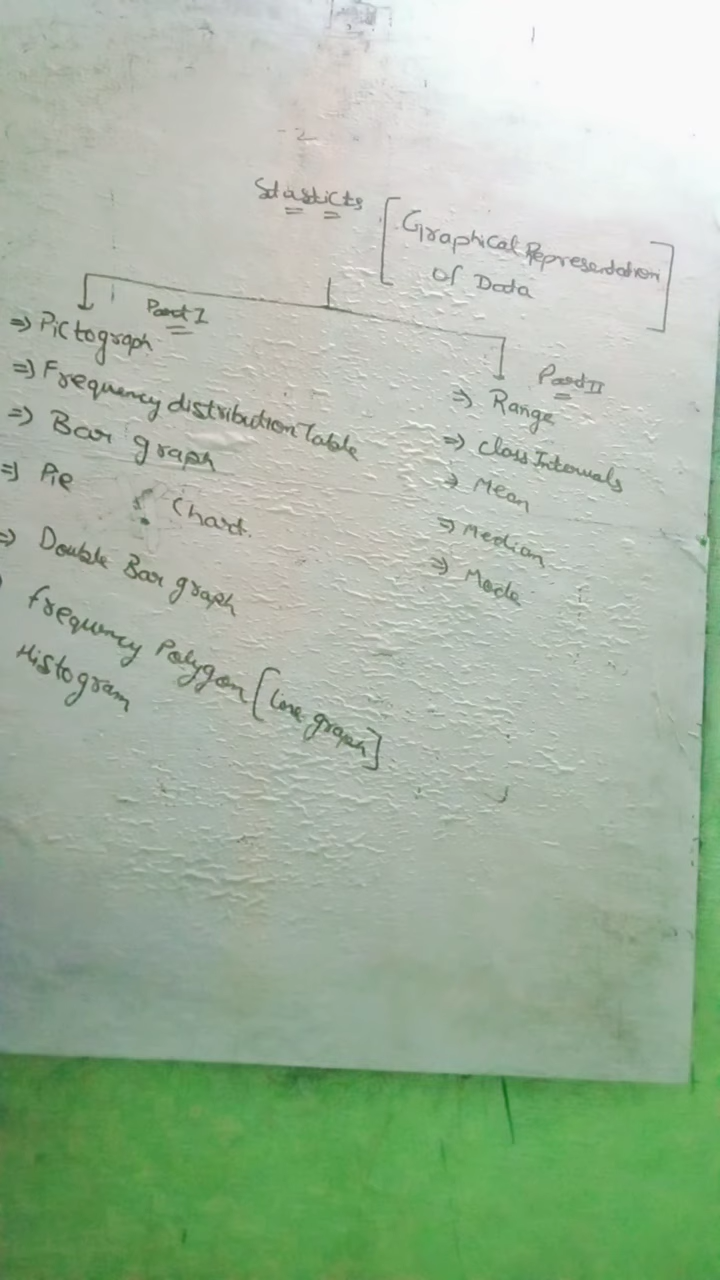 Stasticts [Graphical Representation
of Data]
Part I
⇒ Pictograph
⇒ Frequency distribution Table
⇒ Bar graph
⇒ Pie Chart.
⇒ Double Bar graph
Frequency Polygon [line graph]
Histogram
Part II
⇒ Range
⇒ Class Intervals
⇒ Mean
⇒ Median
⇒ Mode